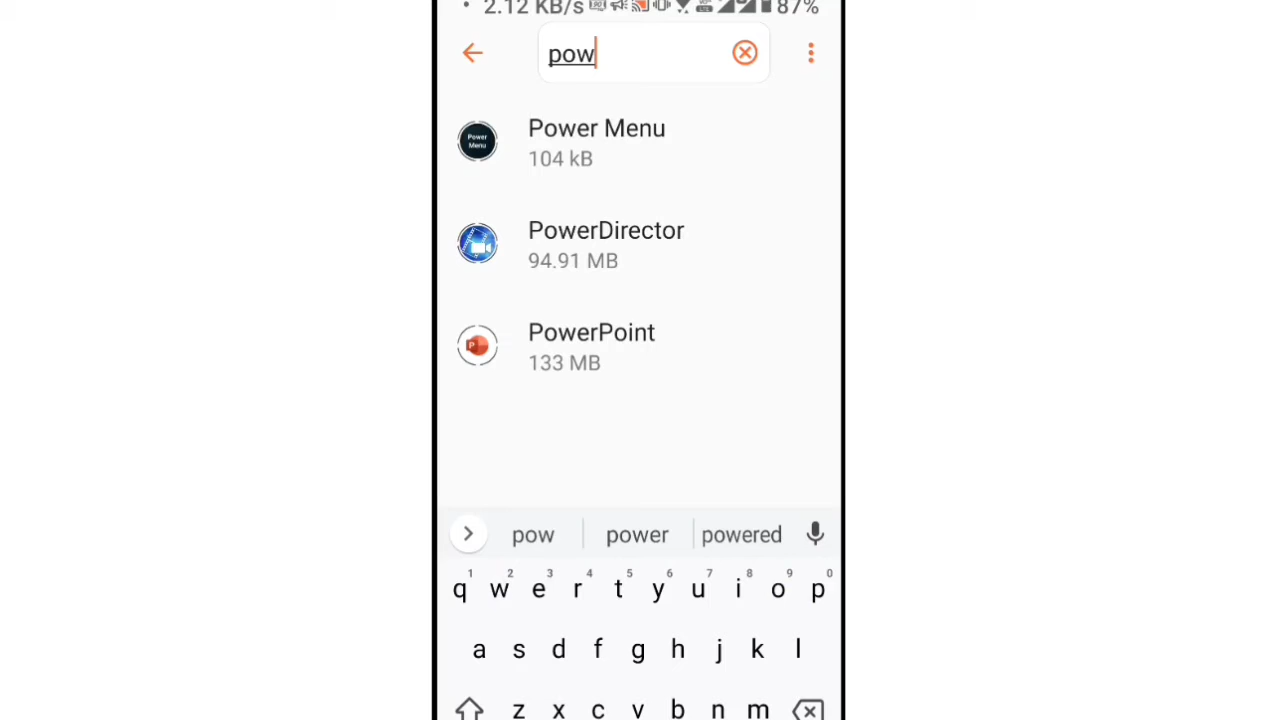 • 2.12 KB/s 87%
pow
Power Menu
Power
Menu
104 kB
PowerDirector
94.91 MB
PowerPoint
P
133 MB
pow power powered
1 2 3 4 5 6 7 8 9 0
q w e r t y u i o p
a s d f g h j k l
z x c v b n m